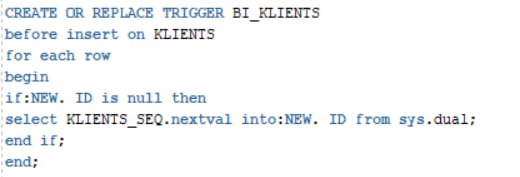 CREATE OR REPLACE TRIGGER BI_KLIENTS
before insert on KLIENTS
for each row
begin
if:NEW. ID is null then
select KLIENTS_SEQ.nextval into:NEW. ID from sys.dual;
end if;
end;